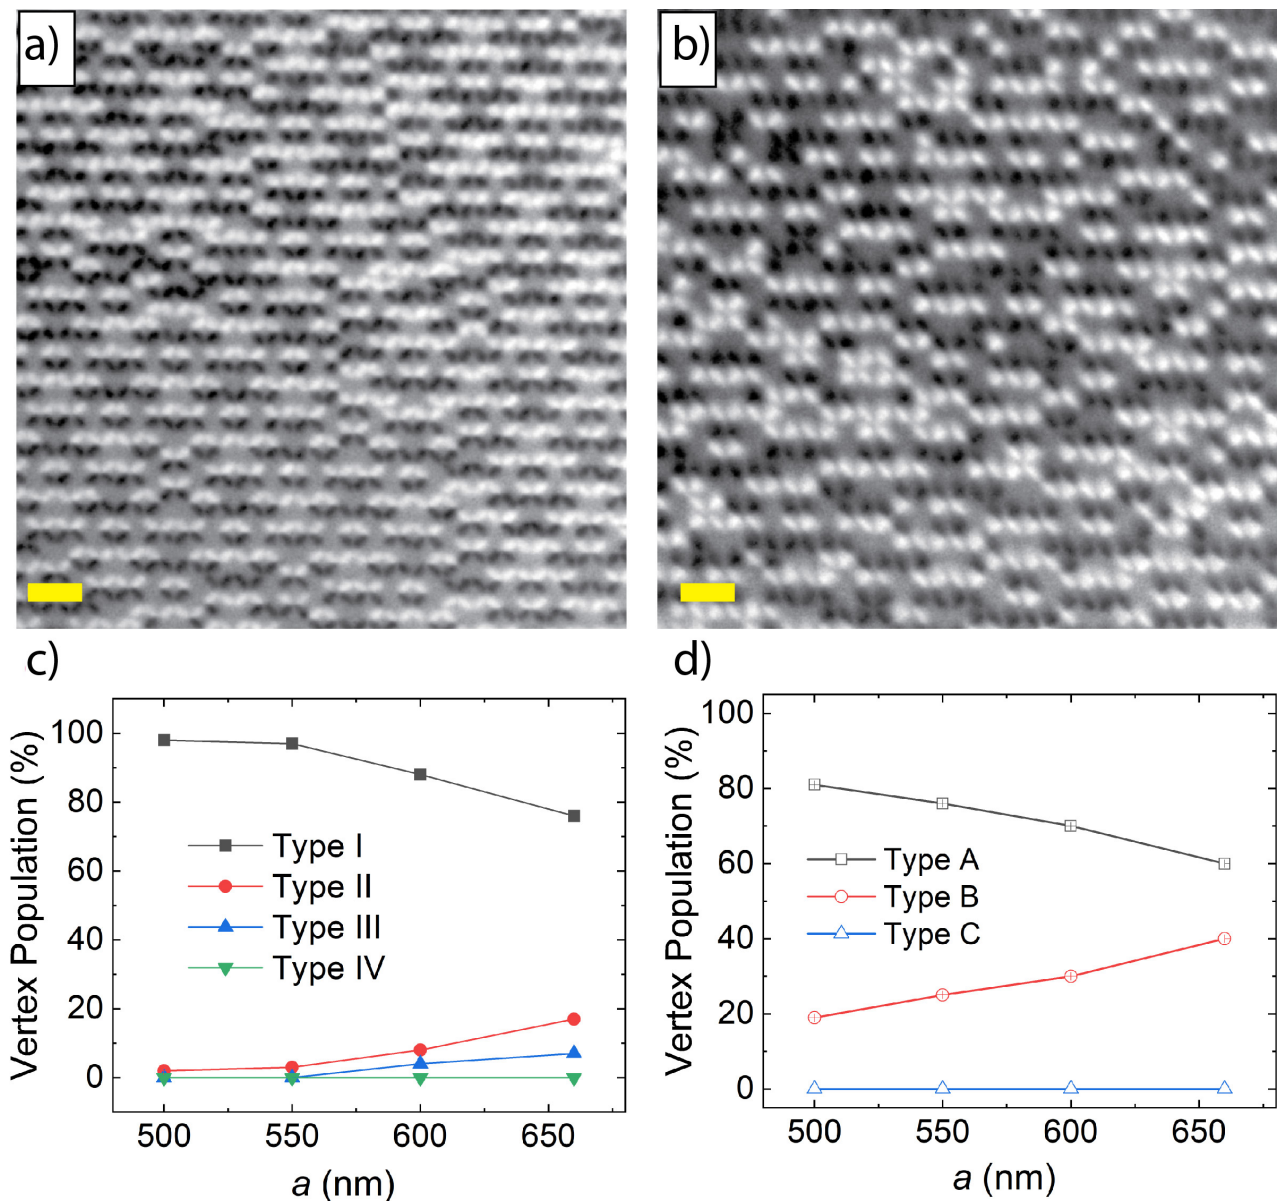 a)
b)
c)
Vertex Population (%)
100
80
60
40
20
0
Type I
Type II
Type III
Type IV
500
550
600
650
a (nm)
d)
Vertex Population (%)
100
80
60
40
20
0
Type A
Type B
Type C
500
550
600
650
a (nm)